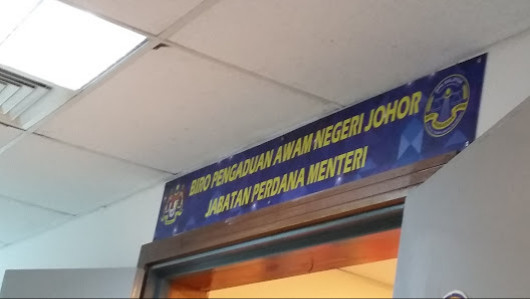 BIRO PENGADUAN AWAM NEGERI JOHOR
JABATAN PERDANA MENTERI